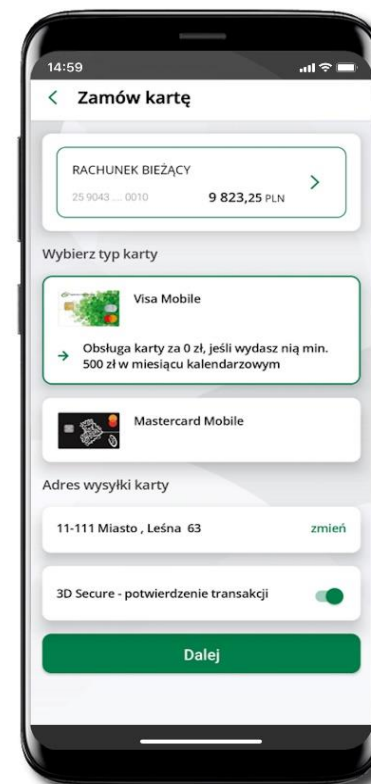 14:59
Zamów kartę
RACHUNEK BIEŻĄCY
25 9043 ... 0010 9 823,25 PLN
Wybierz typ karty
Visa Mobile
Obsługa karty za 0 zł, jeśli wydasz nią min.
500 zł w miesiącu kalendarzowym
Mastercard Mobile
Adres wysyłki karty
11-111 Miasto , Leśna 63 zmień
3D Secure - potwierdzenie transakcji
Dalej